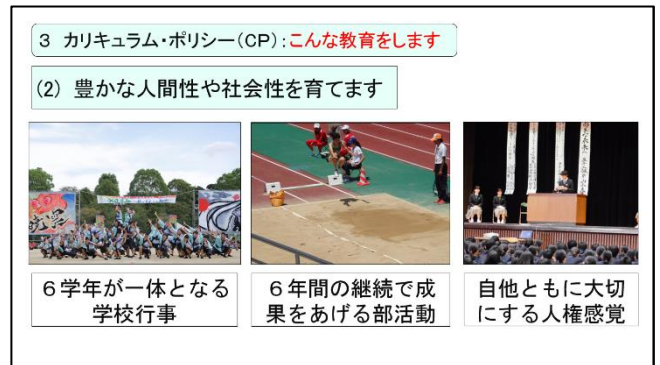 3 カリキュラム・ポリシー(CP):こんな教育をします
(2) 豊かな人間性や社会性を育てます
6学年が一体となる
学校行事
6年間の継続で成
果をあげる部活動
自他ともに大切
にする人権感覚